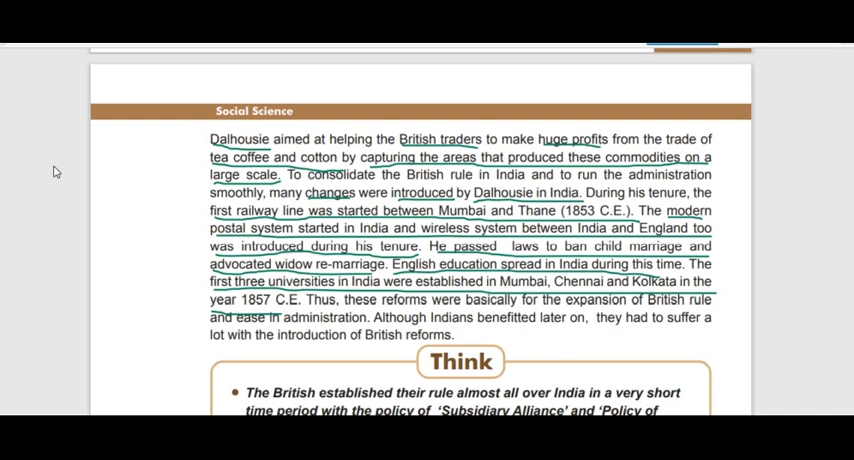 Social Science
Dalhousie aimed at helping the British traders to make huge profits from the trade of
tea coffee and cotton by capturing the areas that produced these commodities on a
large scale. To consolidate the British rule in India and to run the administration
smoothly, many changes were introduced by Dalhousie in India. During his tenure, the
first railway line was started between Mumbai and Thane (1853 C.E.). The modern
postal system started in India and wireless system between India and England too
was introduced during his tenure. He passed laws to ban child marriage and
advocated widow re-marriage. English education spread in India during this time. The
first three universities in India were established in Mumbai, Chennai and Kolkata in the
year 1857 C.E. Thus, these reforms were basically for the expansion of British rule
and ease in administration. Although Indians benefitted later on, they had to suffer a
lot with the introduction of British reforms.
Think
• The British established their rule almost all over India in a very short
time period with the policy of 'Subsidiary Alliance' and 'Policy of